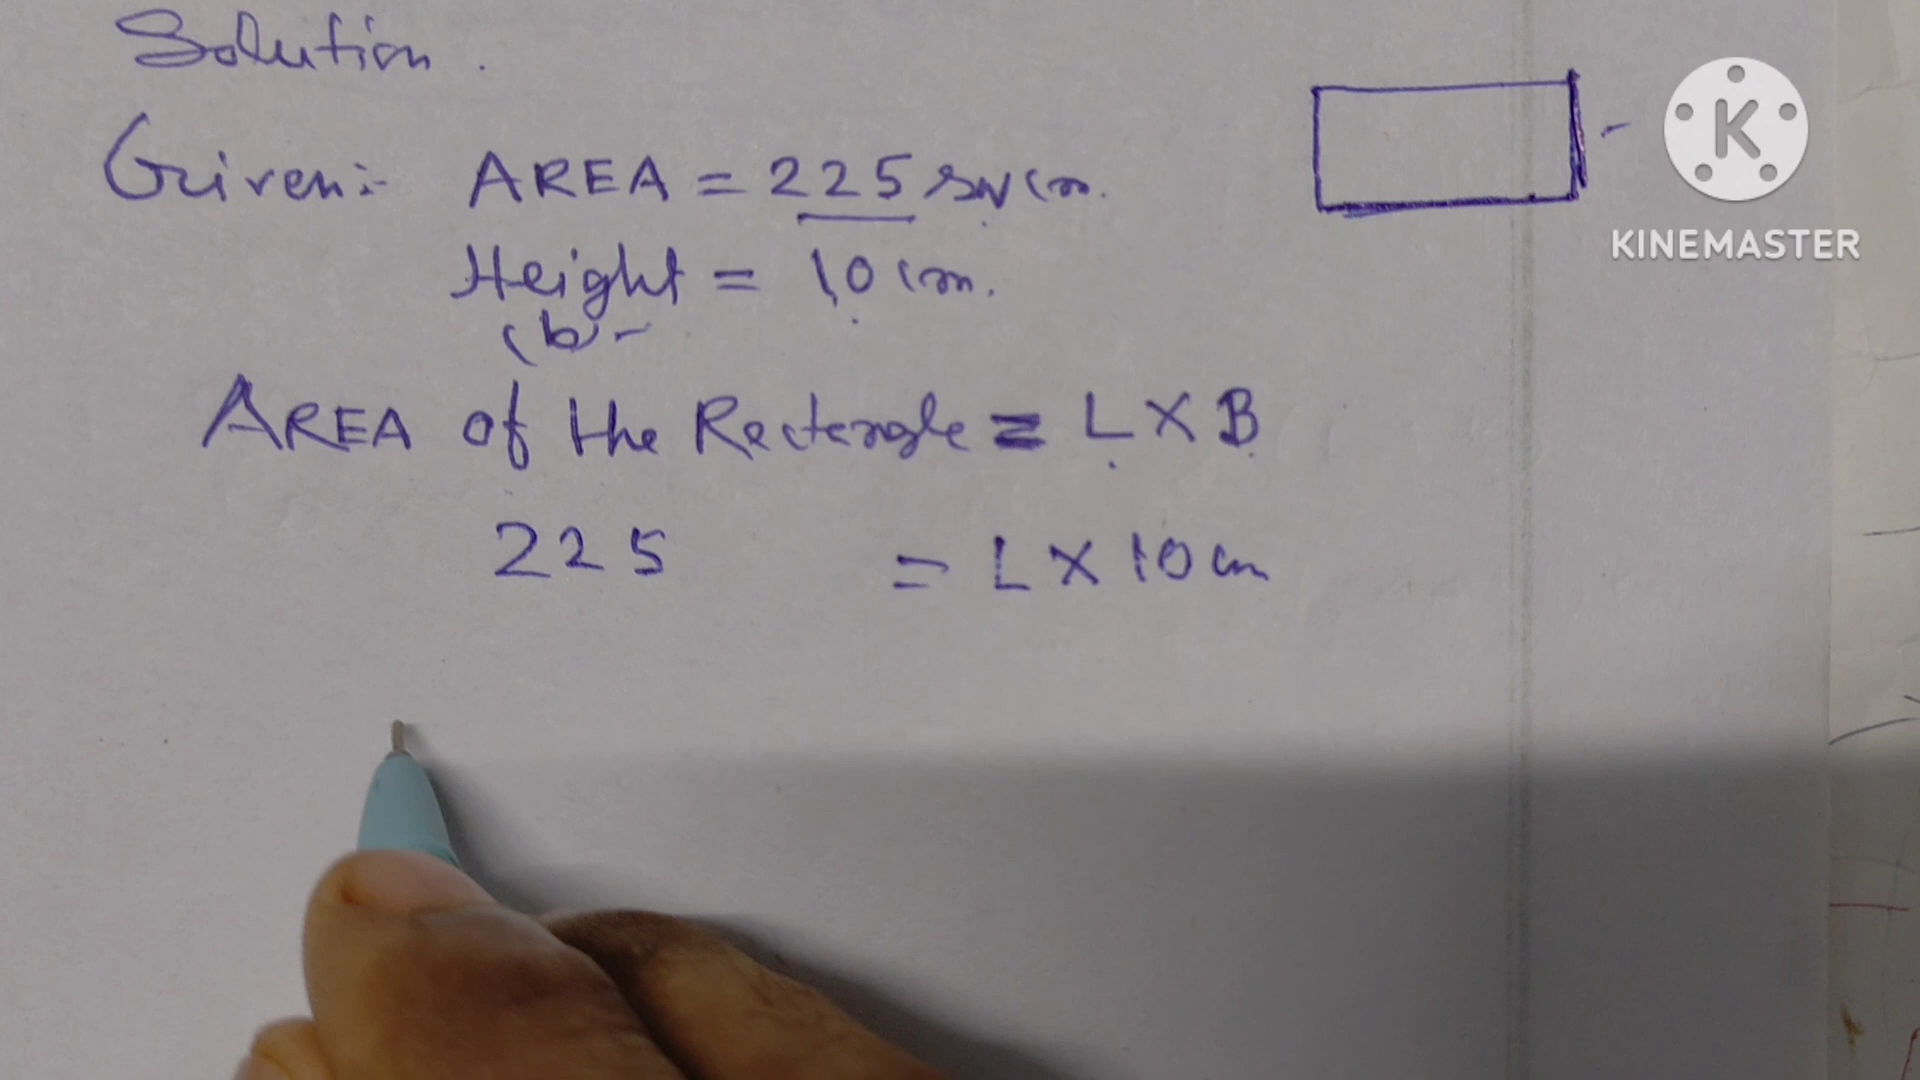 Solution.
Given:- AREA = 225 sq cm.
Height = 10 cm.
(b)-
AREA of the Rectangle = L X B
225 = L X 10 cm
K
KINEMASTER